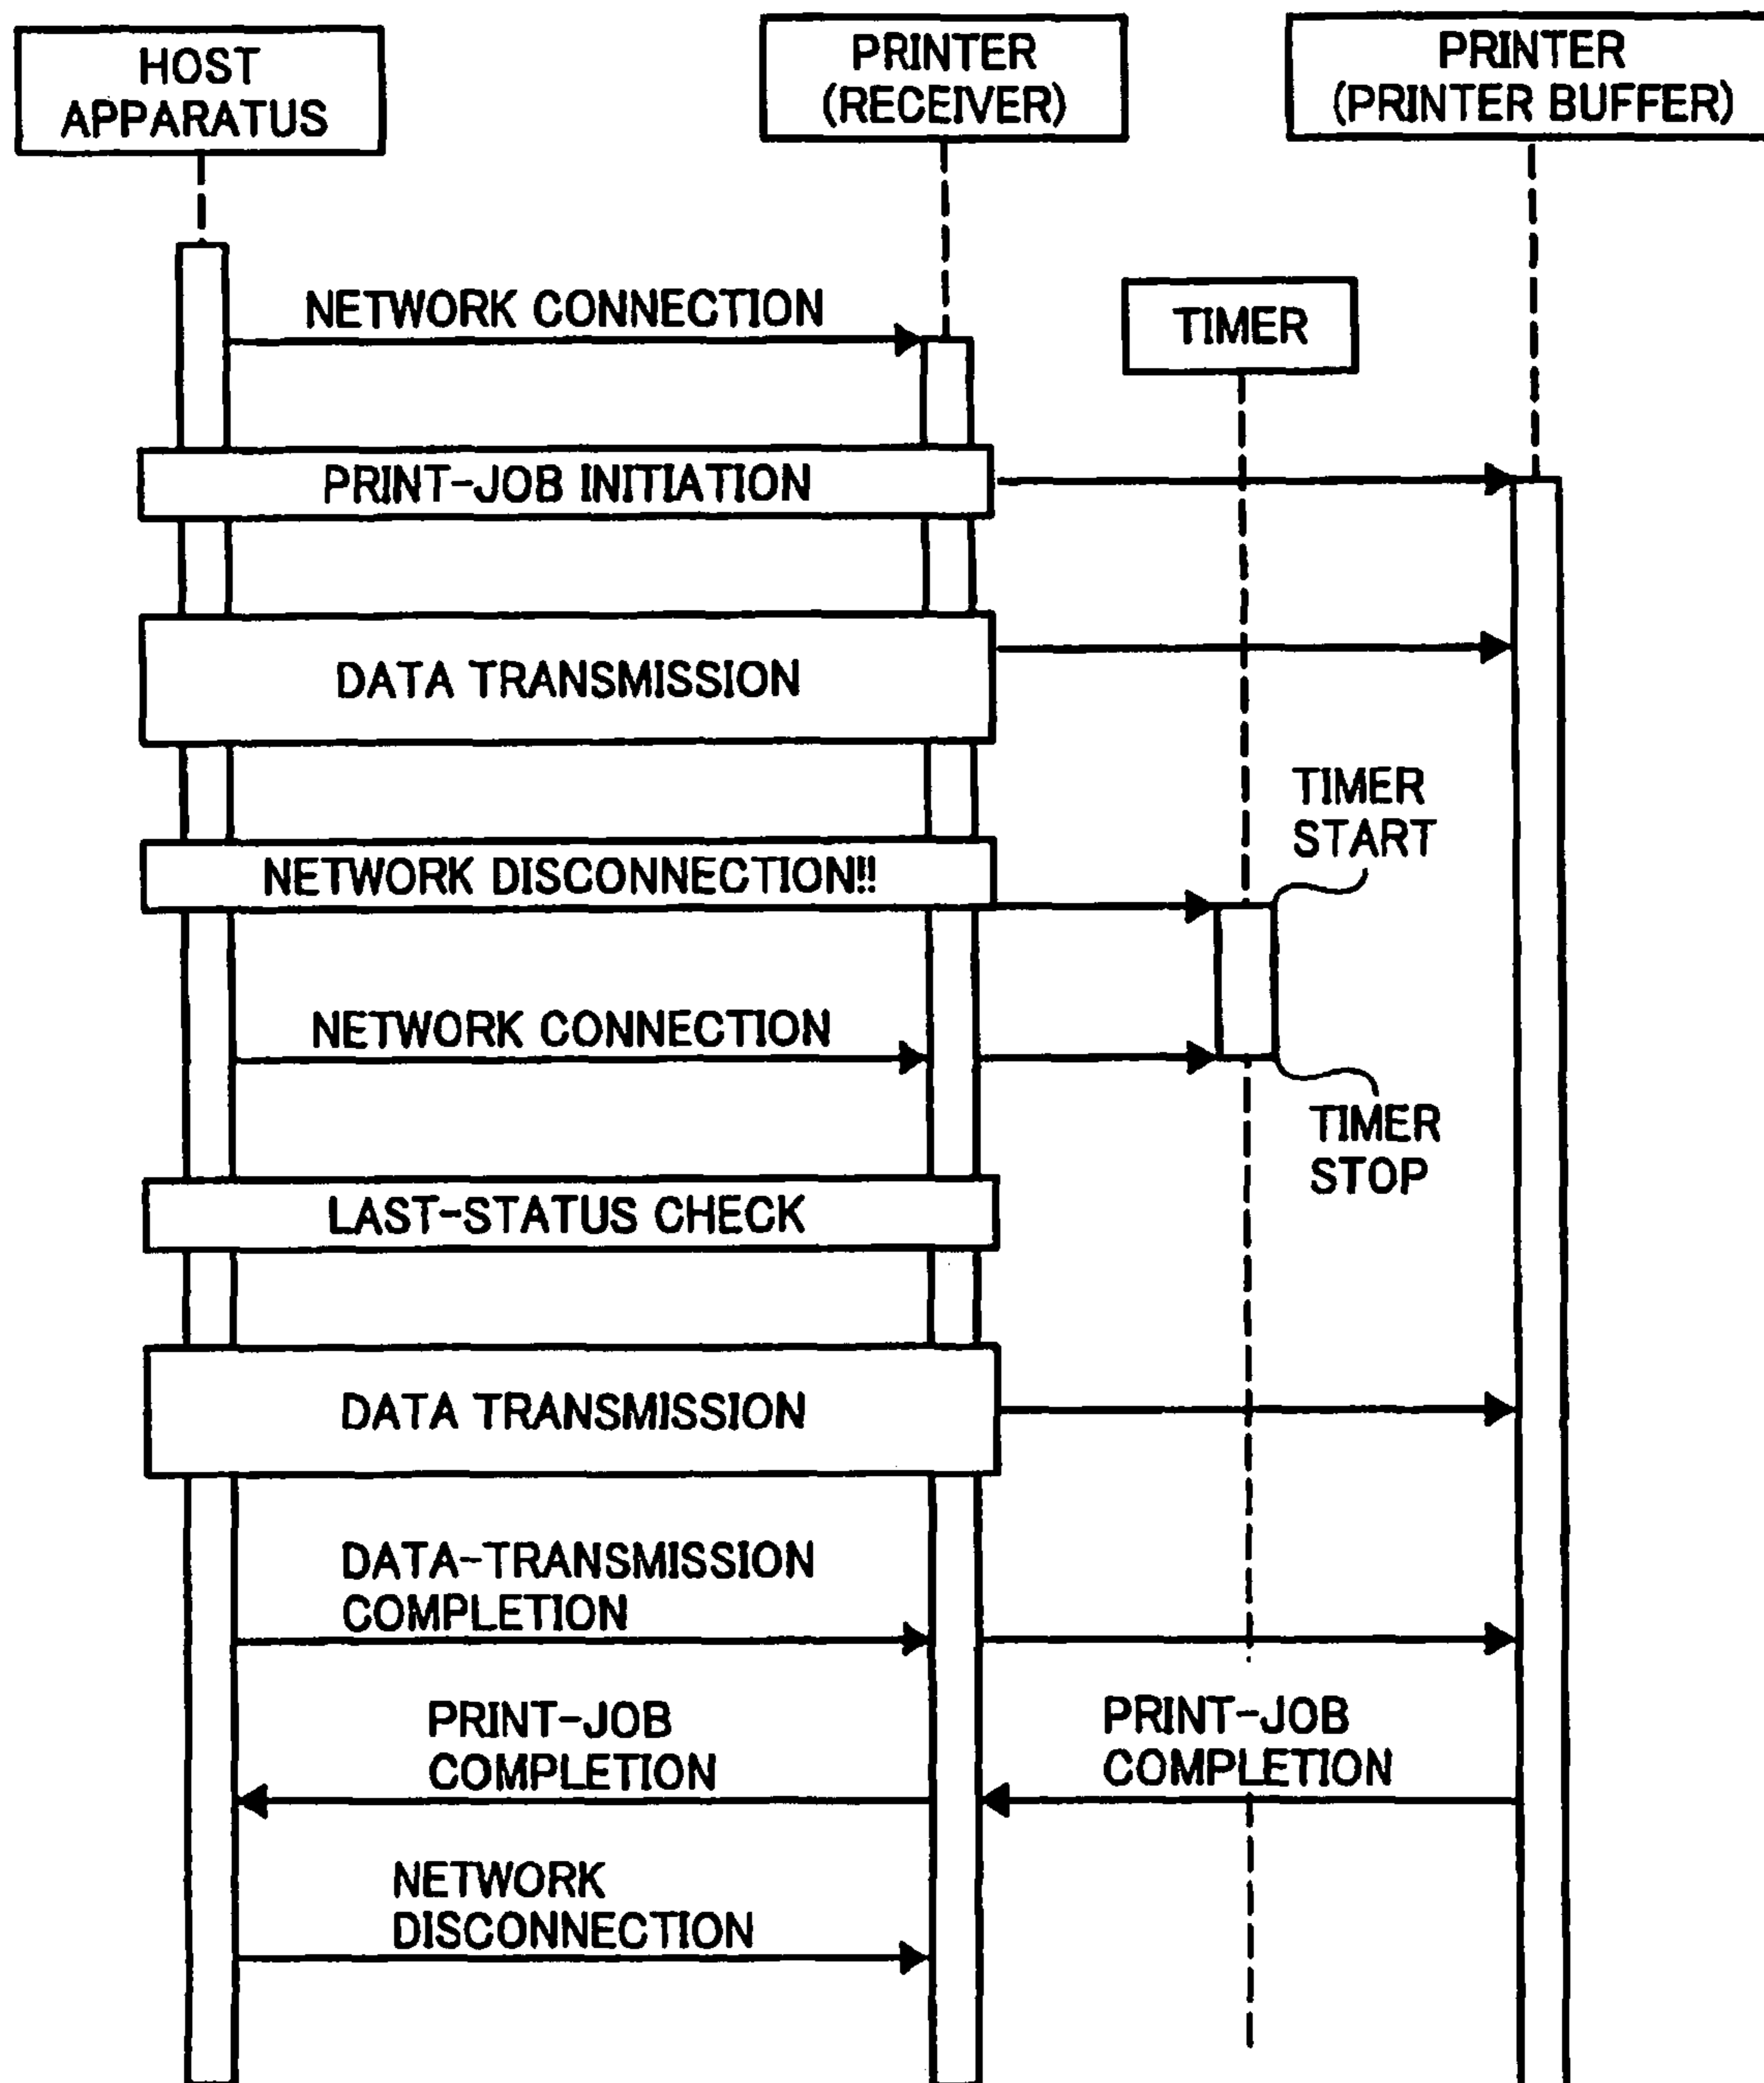 HOST
APPARATUS
PRINTER
(RECEIVER)
PRINTER
(PRINTER BUFFER)
NETWORK CONNECTION
TIMER
PRINT-JOB INITIATION
DATA TRANSMISSION
TIMER
START
NETWORK DISCONNECTION!!
NETWORK CONNECTION
TIMER
STOP
LAST-STATUS CHECK
DATA TRANSMISSION
DATA-TRANSMISSION
COMPLETION
PRINT-JOB
COMPLETION
PRINT-JOB
COMPLETION
NETWORK
DISCONNECTION